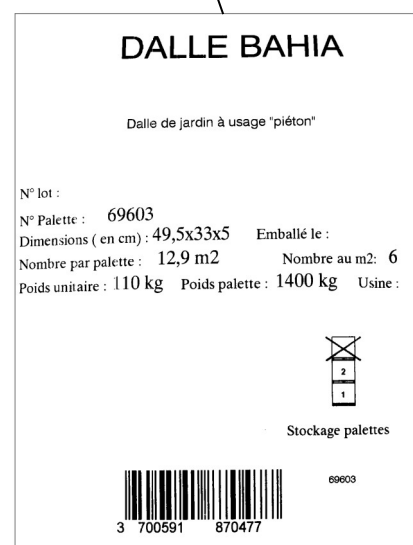 DALLE BAHIA
Dalle de jardin à usage "piéton"
N° lot :
N° Palette : 69603
Dimensions ( en cm) : 49,5x33x5 Emballé le :
Nombre par palette : 12,9 m2 Nombre au m2: 6
Poids unitaire : 110 kg Poids palette : 1400 kg Usine :
2
1
Stockage palettes
69603
3 700591 870477